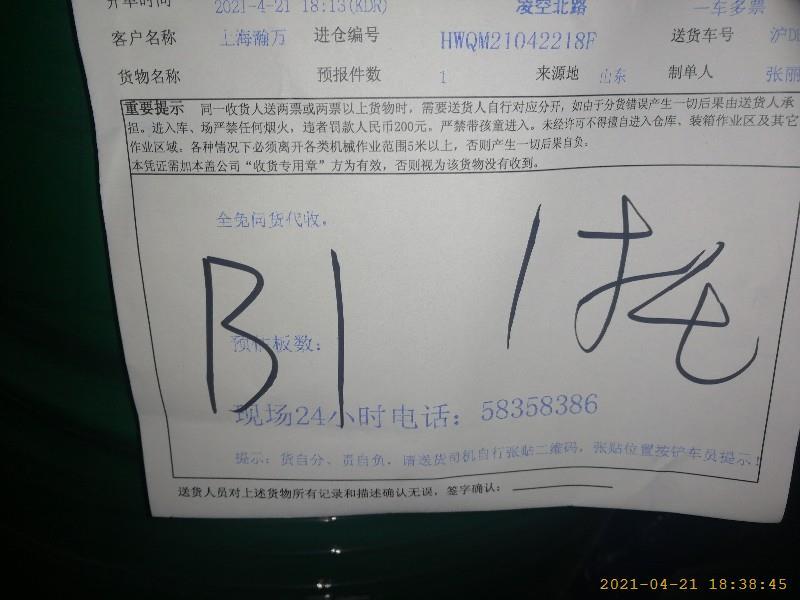 开单时间 2021-4-21 18:13(KDR) 凌空北路 一车多票
客户名称 上海瀚万 进仓编号 HWQM21042218F 送货车号 沪D
货物名称 预报件数 1 来源地 山东 制单人 张丽
重要提示 同一收货人送两票或两票以上货物时，需要送货人自行对应分开，如由于分货错误产生一切后果由送货人承
担。进入库、场严禁任何烟火，违者罚款人民币200元。严禁带孩童进入。未经许可不得擅自进入仓库、装箱作业区及其它
作业区域。各种情况下必须离开各类机械作业范围5米以上，否则产生一切后果自负。
本凭证需加本盖公司“收货专用章”方为有效，否则视为该货物没有收到。
全兔问货代收。
B1 1托
预估板数：
现场24小时电话：58358386
提示：货自分、责自负，请送货司机自行张贴二维码，张贴位置按铲车员提示！
送货人员对上述货物所有记录和描述确认无误，签字确认：
2021-04-21 18:38:45